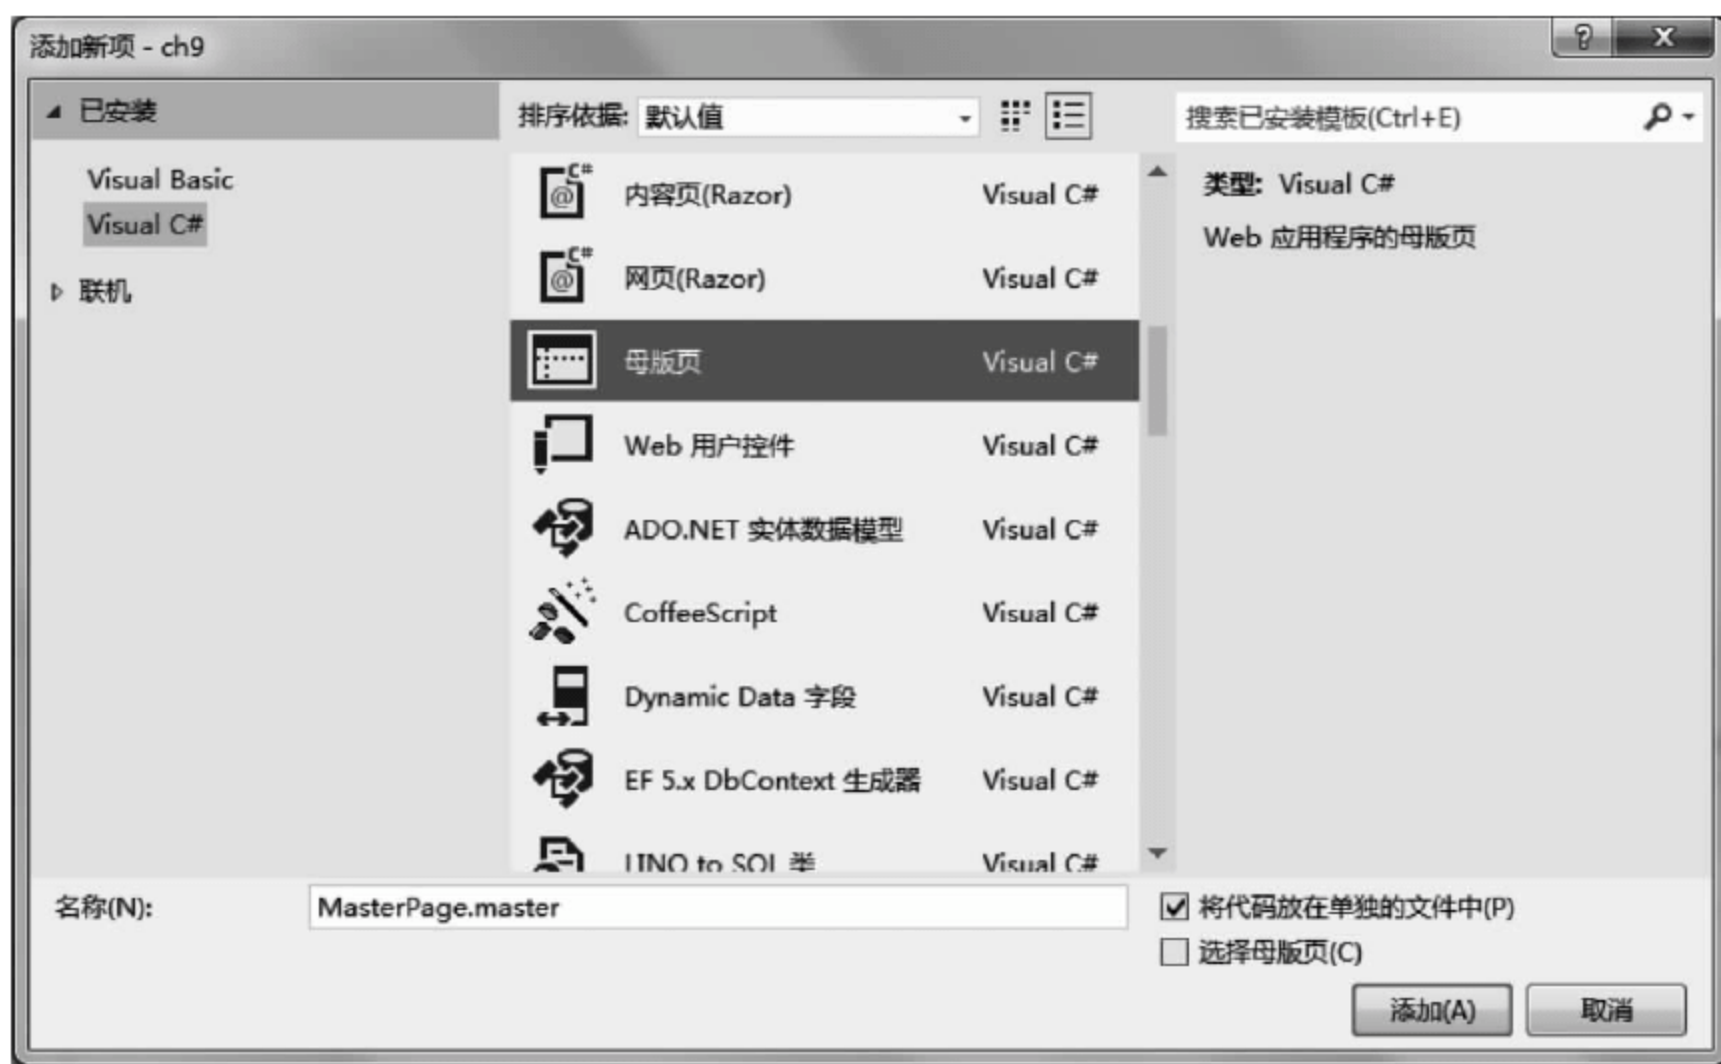 添加新项 - ch9
已安装
Visual Basic
Visual C#
联机
排序依据: 默认值
搜索已安装模板(Ctrl+E)
内容页(Razor) Visual C#
网页(Razor) Visual C#
母版页 Visual C#
Web 用户控件 Visual C#
ADO.NET 实体数据模型 Visual C#
CoffeeScript Visual C#
Dynamic Data 字段 Visual C#
EF 5.x DbContext 生成器 Visual C#
LINQ to SQL 类 Visual C#
类型: Visual C#
Web 应用程序的母版页
名称(N): MasterPage.master
将代码放在单独的文件中(P)
选择母版页(C)
添加(A) 取消